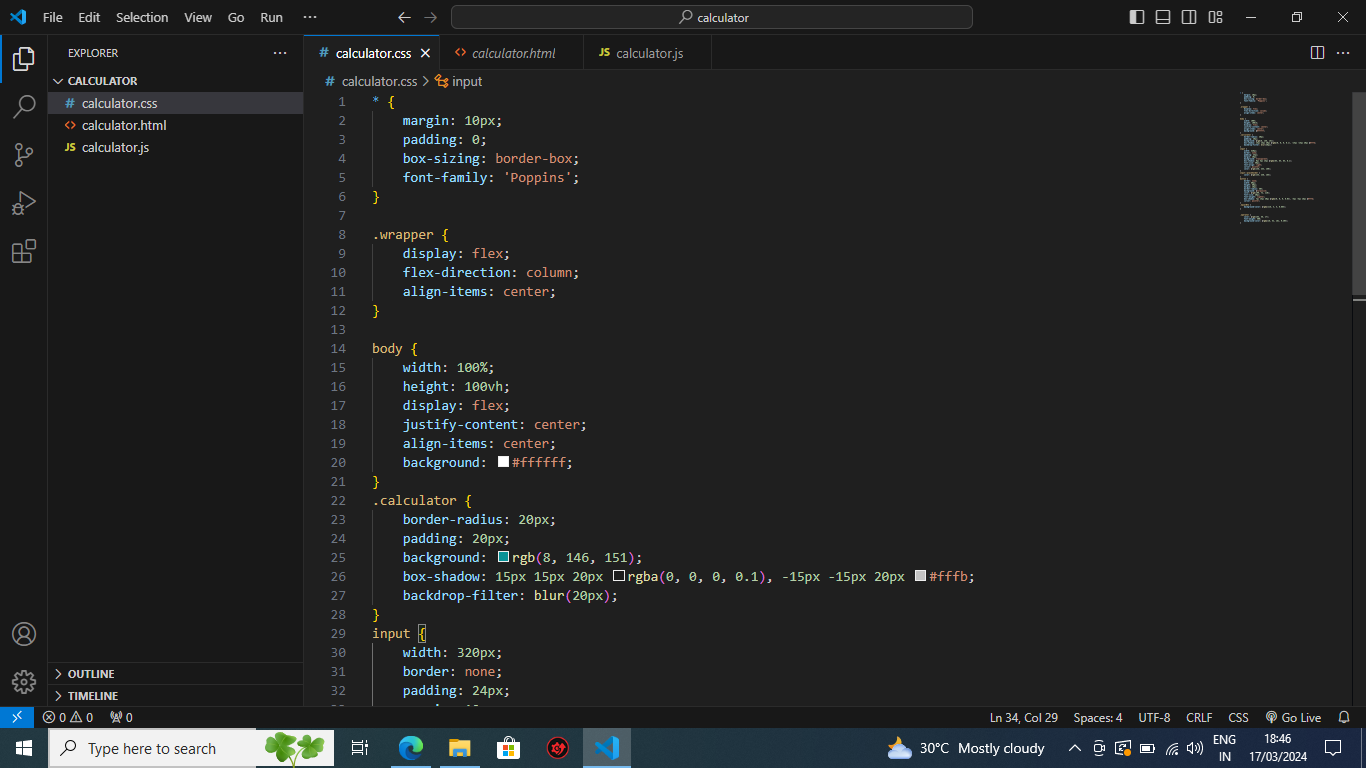 File Edit Selection View Go Run ···
calculator
EXPLORER
CALCULATOR
# calculator.css
<> calculator.html
JS calculator.js
OUTLINE
TIMELINE
# calculator.css
<> calculator.html
JS calculator.js
# calculator.css > input
1 * {
2 margin: 10px;
3 padding: 0;
4 box-sizing: border-box;
5 font-family: 'Poppins';
6 }
7
8 .wrapper {
9 display: flex;
10 flex-direction: column;
11 align-items: center;
12 }
13
14 body {
15 width: 100%;
16 height: 100vh;
17 display: flex;
18 justify-content: center;
19 align-items: center;
20 background: #ffffff;
21 }
22 .calculator {
23 border-radius: 20px;
24 padding: 20px;
25 background: rgb(8, 146, 151);
26 box-shadow: 15px 15px 20px rgba(0, 0, 0, 0.1), -15px -15px 20px #fffb;
27 backdrop-filter: blur(20px);
28 }
29 input {
30 width: 320px;
31 border: none;
32 padding: 24px;
0 0 0
Ln 34, Col 29 Spaces: 4 UTF-8 CRLF CSS Go Live
Type here to search
30°C Mostly cloudy
ENG
IN
18:46
17/03/2024